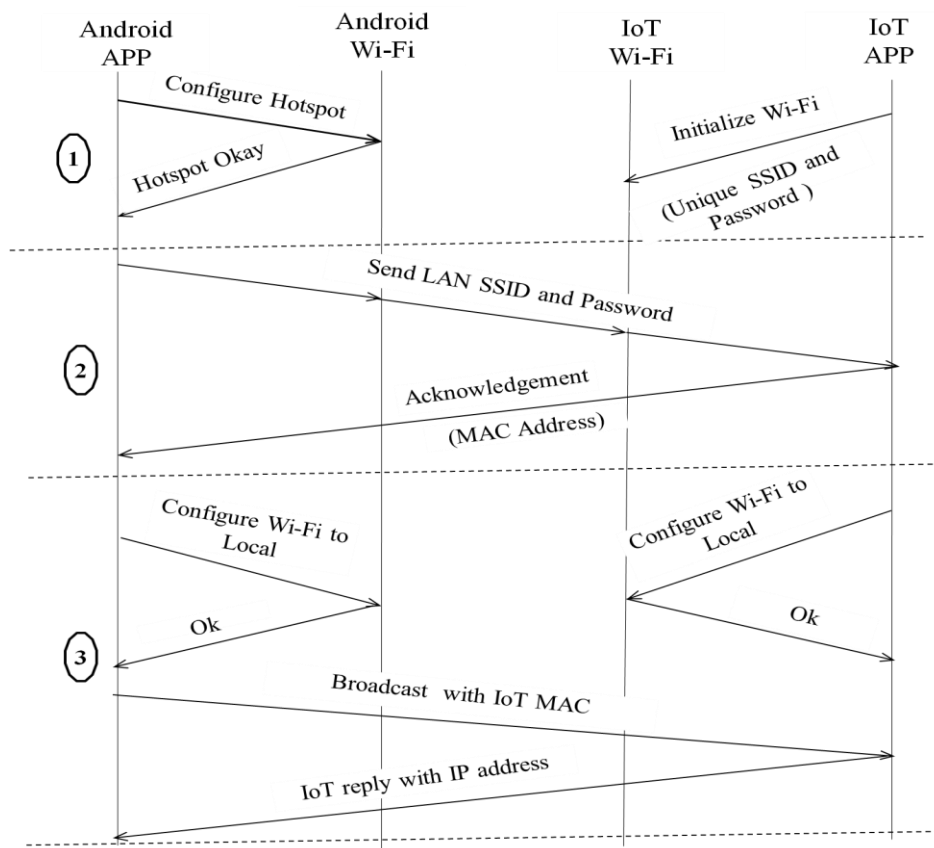 Android
APP
Android
Wi-Fi
IoT
Wi-Fi
IoT
APP
1
Configure Hotspot
Hotspot Okay
Initialize Wi-Fi
(Unique SSID and
Password )
2
Send LAN SSID and Password
Acknowledgement
(MAC Address)
3
Configure Wi-Fi to
Local
Ok
Configure Wi-Fi to
Local
Ok
Broadcast with IoT MAC
IoT reply with IP address